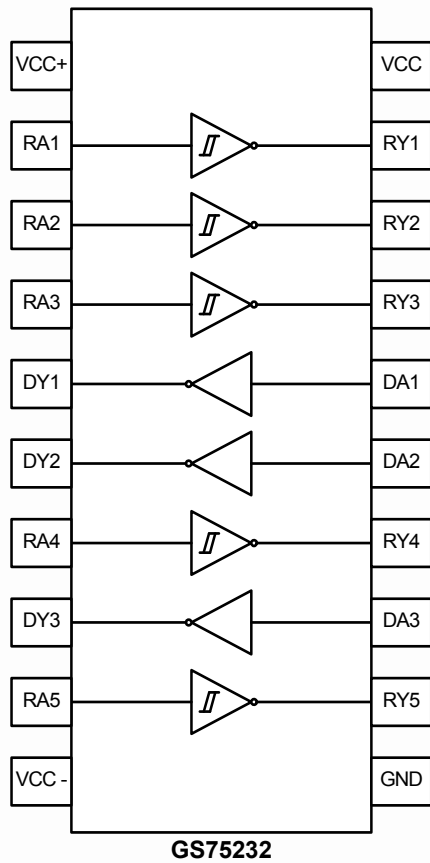 VCC+ VCC
RA1 RY1
RA2 RY2
RA3 RY3
DY1 DA1
DY2 DA2
RA4 RY4
DY3 DA3
RA5 RY5
VCC - GND
GS75232